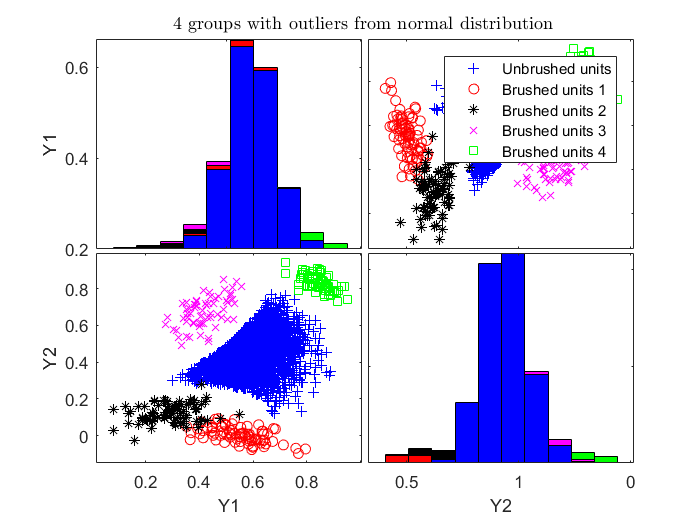 4 groups with outliers from normal distribution
0.6
Y1
0.4
0.2
Unbrushed units
Brushed units 1
Brushed units 2
Brushed units 3
Brushed units 4
0.8
0.6
Y2
0.4
0.2
0
0.2 0.4 0.6 0.8
Y1
0.5 1 0
Y2